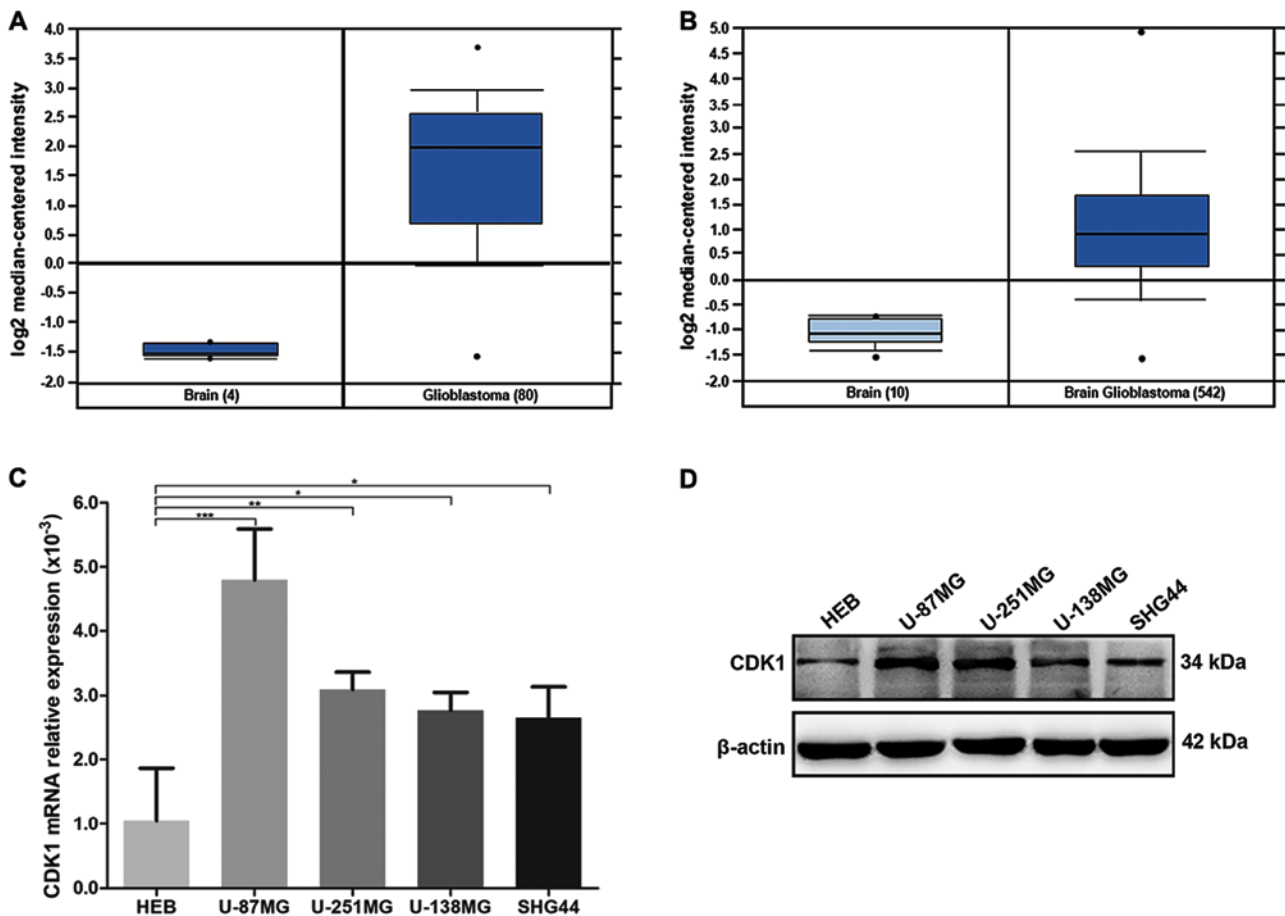 A
log2 median-centered intensity
4.0
3.5
3.0
2.5
2.0
1.5
1.0
0.5
0.0
-0.5
-1.0
-1.5
-2.0
Brain (4)
Glioblastoma (80)
B
log2 median-centered intensity
5.0
4.5
4.0
3.5
3.0
2.5
2.0
1.5
1.0
0.5
0.0
-0.5
-1.0
-1.5
-2.0
Brain (10)
Brain Glioblastoma (542)
C
CDK1 mRNA relative expression (x10-3)
6.0
5.0
4.0
3.0
2.0
1.0
0.0
*
*
**
***
HEB
U-87MG
U-251MG
U-138MG
SHG44
D
HEB
U-87MG
U-251MG
U-138MG
SHG44
CDK1
34 kDa
β-actin
42 kDa